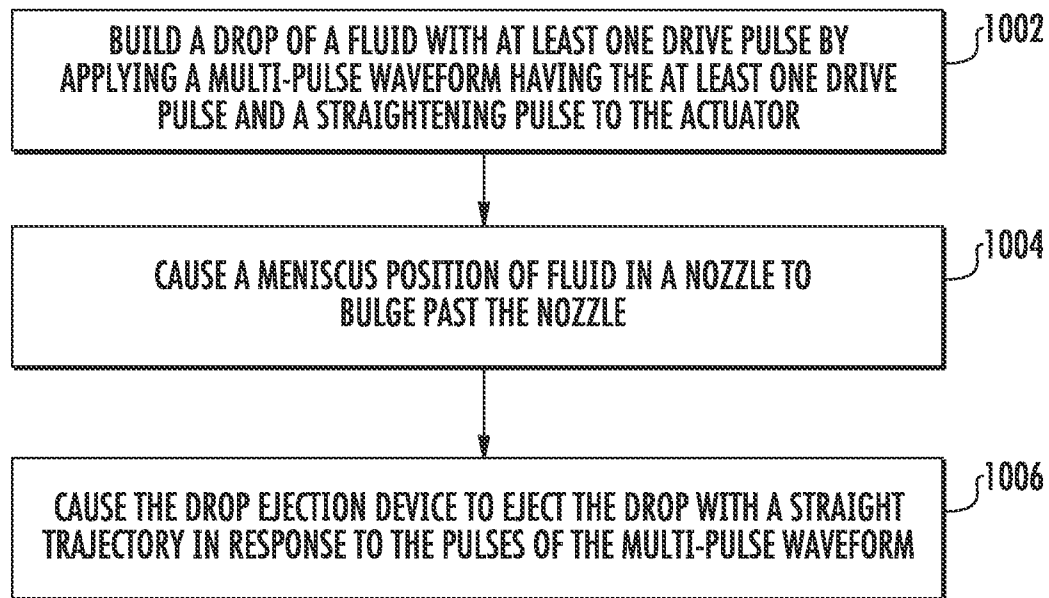 BUILD A DROP OF A FLUID WITH AT LEAST ONE DRIVE PULSE BY
APPLYING A MULTI-PULSE WAVEFORM HAVING THE AT LEAST ONE DRIVE
PULSE AND A STRAIGHTENING PULSE TO THE ACTUATOR
1002
CAUSE A MENISCUS POSITION OF FLUID IN A NOZZLE TO
BULGE PAST THE NOZZLE
1004
CAUSE THE DROP EJECTION DEVICE TO EJECT THE DROP WITH A STRAIGHT
TRAJECTORY IN RESPONSE TO THE PULSES OF THE MULTI-PULSE WAVEFORM
1006